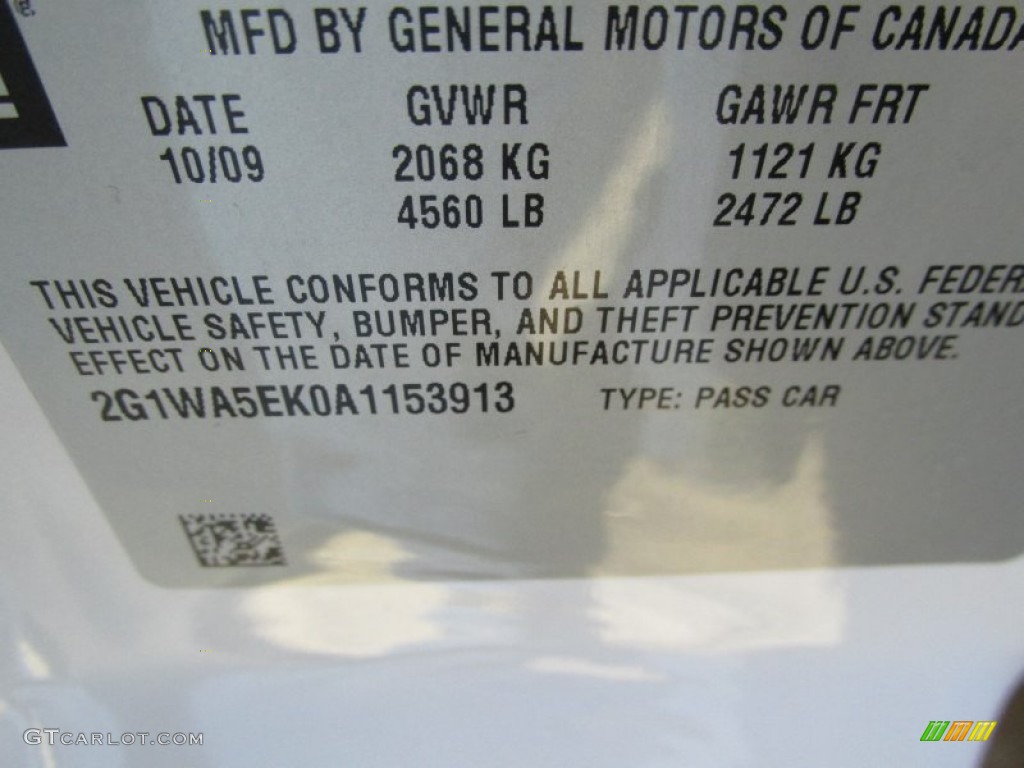 MFD BY GENERAL MOTORS OF CANADA
DATE GVWR GAWR FRT
10/09 2068 KG 1121 KG
4560 LB 2472 LB
THIS VEHICLE CONFORMS TO ALL APPLICABLE U.S. FEDER
VEHICLE SAFETY, BUMPER, AND THEFT PREVENTION STAND
EFFECT ON THE DATE OF MANUFACTURE SHOWN ABOVE.
2G1WA5EK0A1153913 TYPE: PASS CAR
GTCARLOT.COM